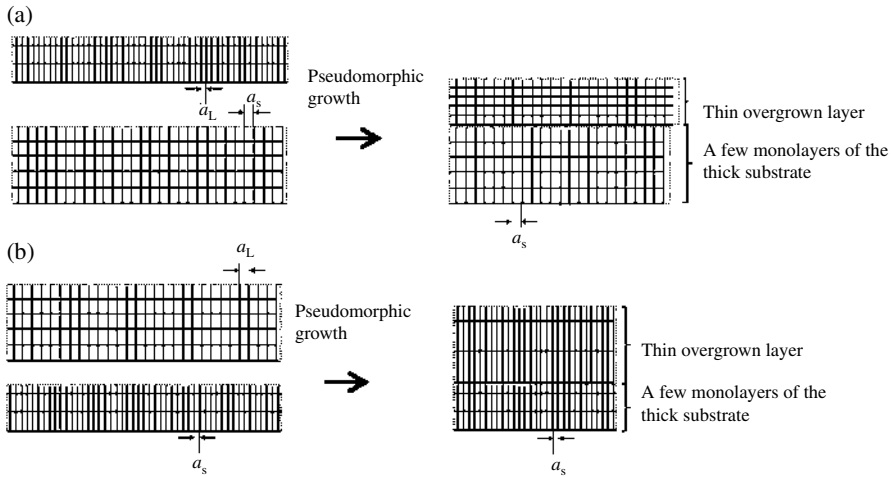 (a)
Pseudomorphic
growth
a_L
a_s
Thin overgrown layer
A few monolayers of the
thick substrate
a_s
(b)
a_L
Pseudomorphic
growth
Thin overgrown layer
A few monolayers of the
thick substrate
a_s
a_s